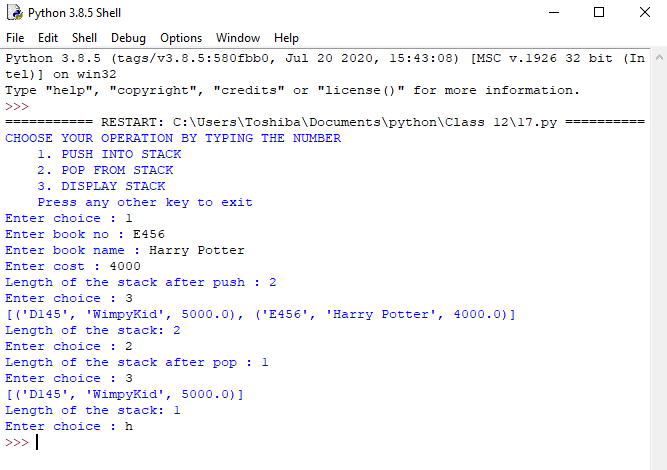 Python 3.8.5 Shell
File Edit Shell Debug Options Window Help
Python 3.8.5 (tags/v3.8.5:580fbb0, Jul 20 2020, 15:43:08) [MSC v.1926 32 bit (In
tel)] on win32
Type "help", "copyright", "credits" or "license()" for more information.
>>>
=========== RESTART: C:\Users\Toshiba\Documents\python\Class 12\17.py ==========
CHOOSE YOUR OPERATION BY TYPING THE NUMBER
    1. PUSH INTO STACK
    2. POP FROM STACK
    3. DISPLAY STACK
    Press any other key to exit
Enter choice : 1
Enter book no : E456
Enter book name : Harry Potter
Enter cost : 4000
Length of the stack after push : 2
Enter choice : 3
[('D145', 'WimpyKid', 5000.0), ('E456', 'Harry Potter', 4000.0)]
Length of the stack: 2
Enter choice : 2
Length of the stack after pop : 1
Enter choice : 3
[('D145', 'WimpyKid', 5000.0)]
Length of the stack: 1
Enter choice : h
>>>